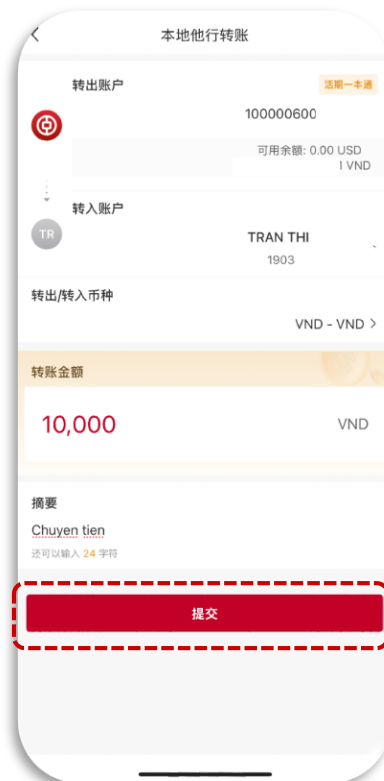 本地他行转账
转出账户
活期一本通
100000600
可用余额: 0.00 USD
VND
转入账户
TR
TRAN THI
1903
转出/转入币种
VND - VND >
转账金额
10,000
VND
摘要
Chuyen tien
还可以输入 24 字符
提交